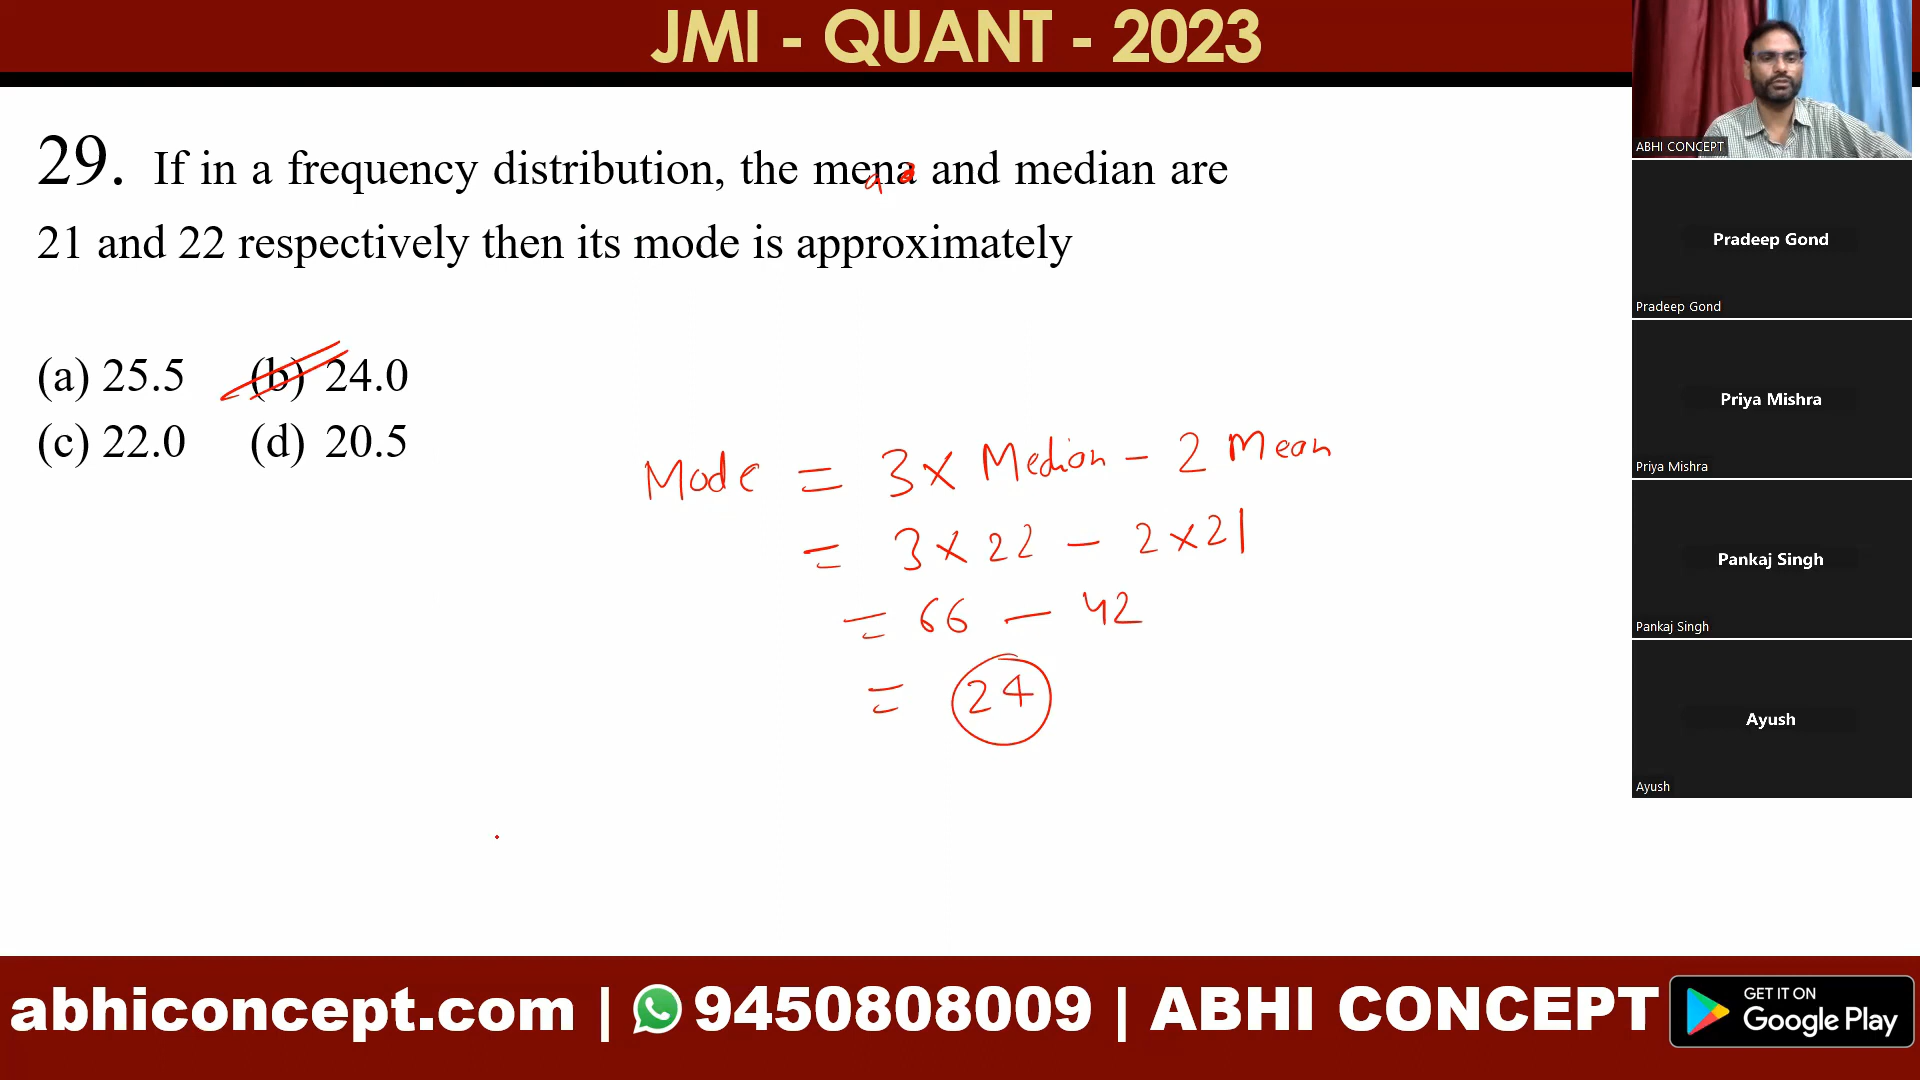 JMI - QUANT - 2023
29. If in a frequency distribution, the mena and median are
21 and 22 respectively then its mode is approximately
(a) 25.5 (b) 24.0
(c) 22.0 (d) 20.5
Mode = 3 x Median - 2 Mean
= 3 x 22 - 2 x 21
= 66 - 42
= 24
ABHI CONCEPT
Pradeep Gond
Pradeep Gond
Priya Mishra
Priya Mishra
Pankaj Singh
Pankaj Singh
Ayush
Ayush
abhiconcept.com | 9450808009 | ABHI CONCEPT
GET IT ON
Google Play